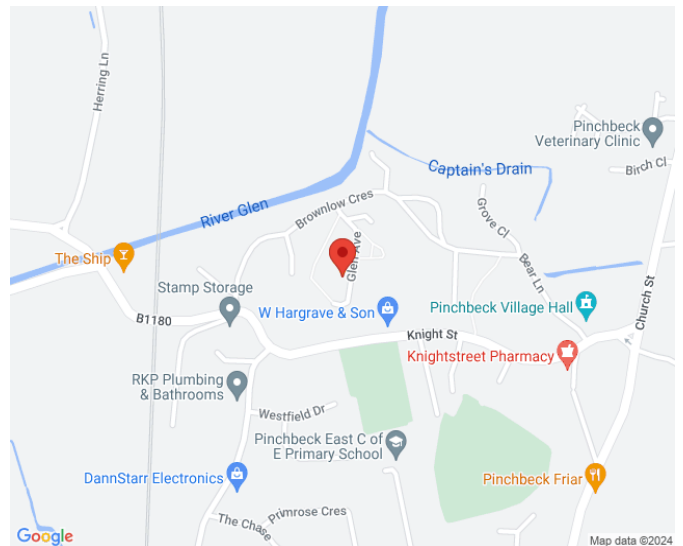 Herring Ln
Pinchbeck
Veterinary Clinic
Birch Cl
Captain's Drain
River Glen
Brownlow Cres
Grove Cl
The Ship
Glen Ave
Bear Ln
Stamp Storage
B1180
W Hargrave & Son
Pinchbeck Village Hall
Church St
Knight St
Knightstreet Pharmacy
RKP Plumbing
& Bathrooms
Westfield Dr
Pinchbeck East C of
E Primary School
DannStarr Electronics
Pinchbeck Friar
Primrose Cres
The Chase
Google
Map data ©2024